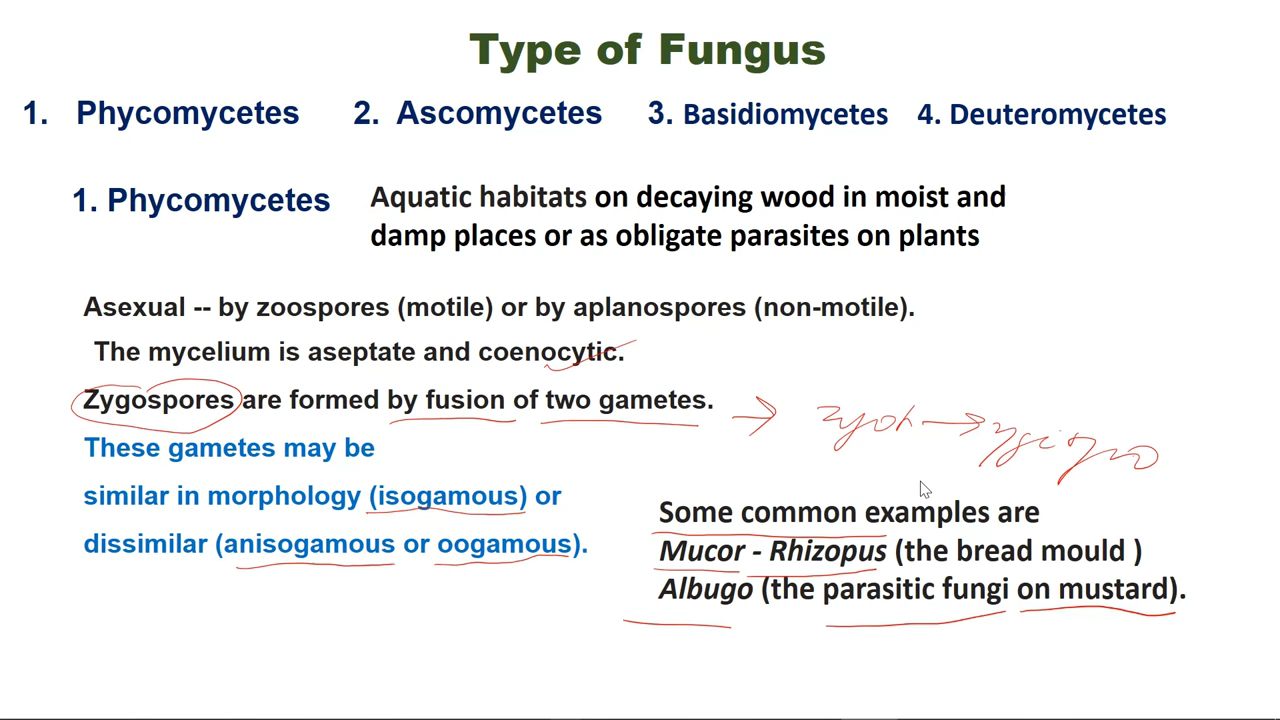 Type of Fungus
1. Phycomycetes 2. Ascomycetes 3. Basidiomycetes 4. Deuteromycetes
1. Phycomycetes Aquatic habitats on decaying wood in moist and
damp places or as obligate parasites on plants
Asexual -- by zoospores (motile) or by aplanospores (non-motile).
The mycelium is aseptate and coenocytic.
Zygospores are formed by fusion of two gametes.
These gametes may be
similar in morphology (isogamous) or
dissimilar (anisogamous or oogamous).
Some common examples are
Mucor - Rhizopus (the bread mould )
Albugo (the parasitic fungi on mustard).